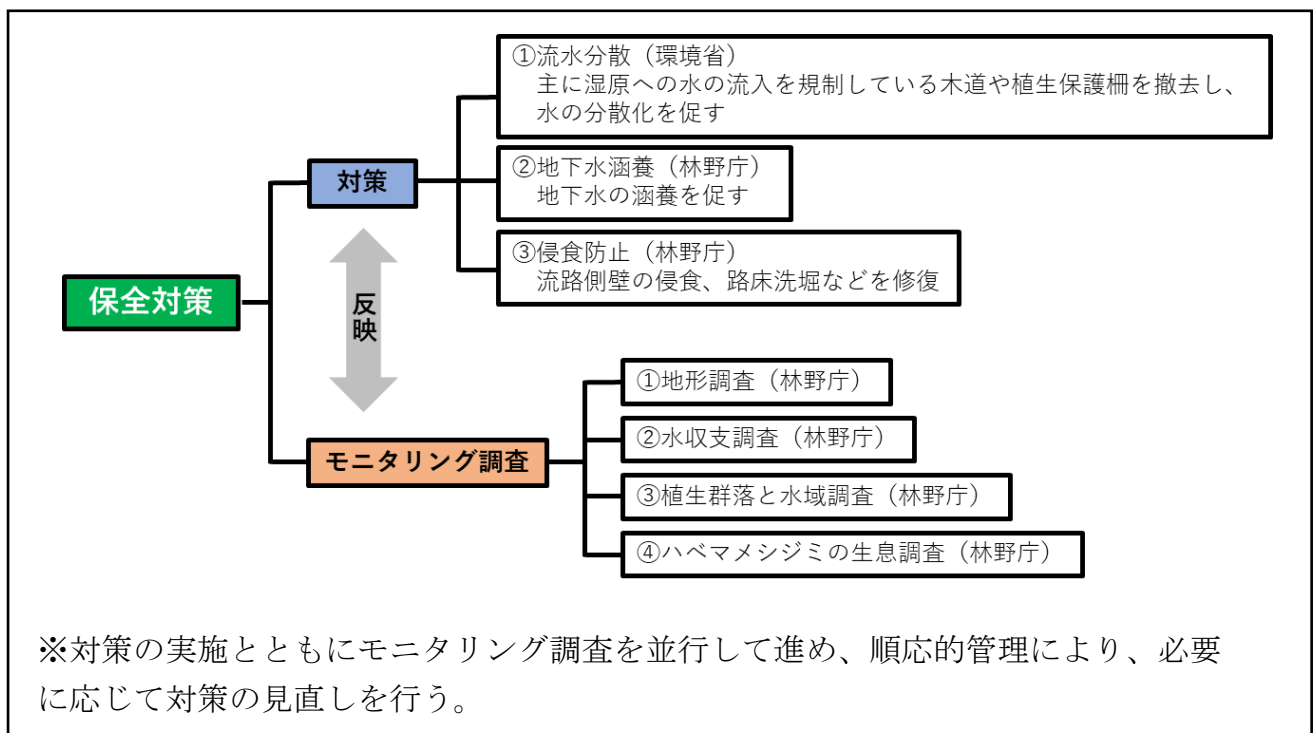 ①流水分散（環境省）
主に湿原への水の流入を規制している木道や植生保護柵を撤去し、
水の分散化を促す
②地下水涵養（林野庁）
地下水の涵養を促す
③侵食防止（林野庁）
流路側壁の侵食、路床洗堀などを修復
対策
保全対策
反映
モニタリング調査
①地形調査（林野庁）
②水収支調査（林野庁）
③植生群落と水域調査（林野庁）
④ハベマメシジミの生息調査（林野庁）
※対策の実施とともにモニタリング調査を並行して進め、順応的管理により、必要
に応じて対策の見直しを行う。